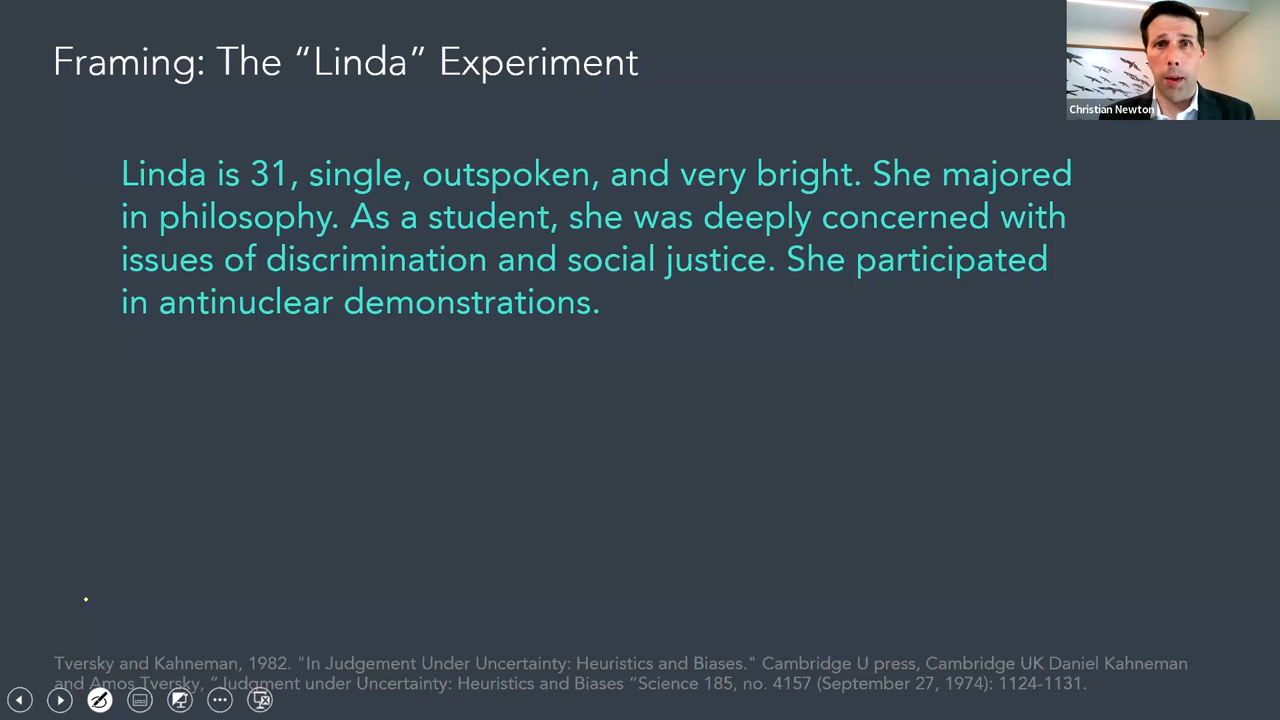 Framing: The “Linda” Experiment
Christian Newton
Linda is 31, single, outspoken, and very bright. She majored
in philosophy. As a student, she was deeply concerned with
issues of discrimination and social justice. She participated
in antinuclear demonstrations.
Tversky and Kahneman, 1982. "In Judgement Under Uncertainty: Heuristics and Biases." Cambridge U press, Cambridge UK Daniel Kahneman
and Amos Tversky, “Judgment under Uncertainty: Heuristics and Biases “Science 185, no. 4157 (September 27, 1974): 1124-1131.